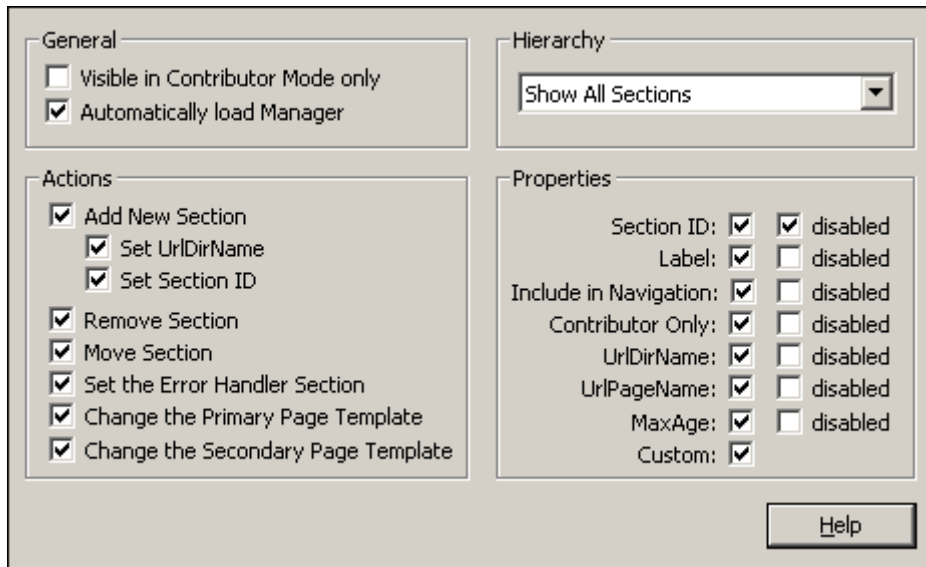 General
Visible in Contributor Mode only
Automatically load Manager
Hierarchy
Show All Sections
Actions
Add New Section
Set UrlDirName
Set Section ID
Remove Section
Move Section
Set the Error Handler Section
Change the Primary Page Template
Change the Secondary Page Template
Properties
Section ID: disabled
Label: disabled
Include in Navigation: disabled
Contributor Only: disabled
UrlDirName: disabled
UrlPageName: disabled
MaxAge: disabled
Custom:
Help